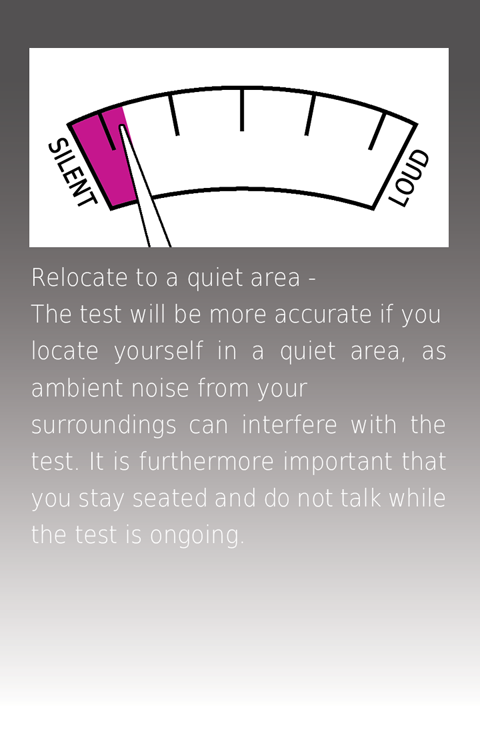 SILENT
LOUD
Relocate to a quiet area -
The test will be more accurate if you
locate yourself in a quiet area, as
ambient noise from your
surroundings can interfere with the
test. It is furthermore important that
you stay seated and do not talk while
the test is ongoing.